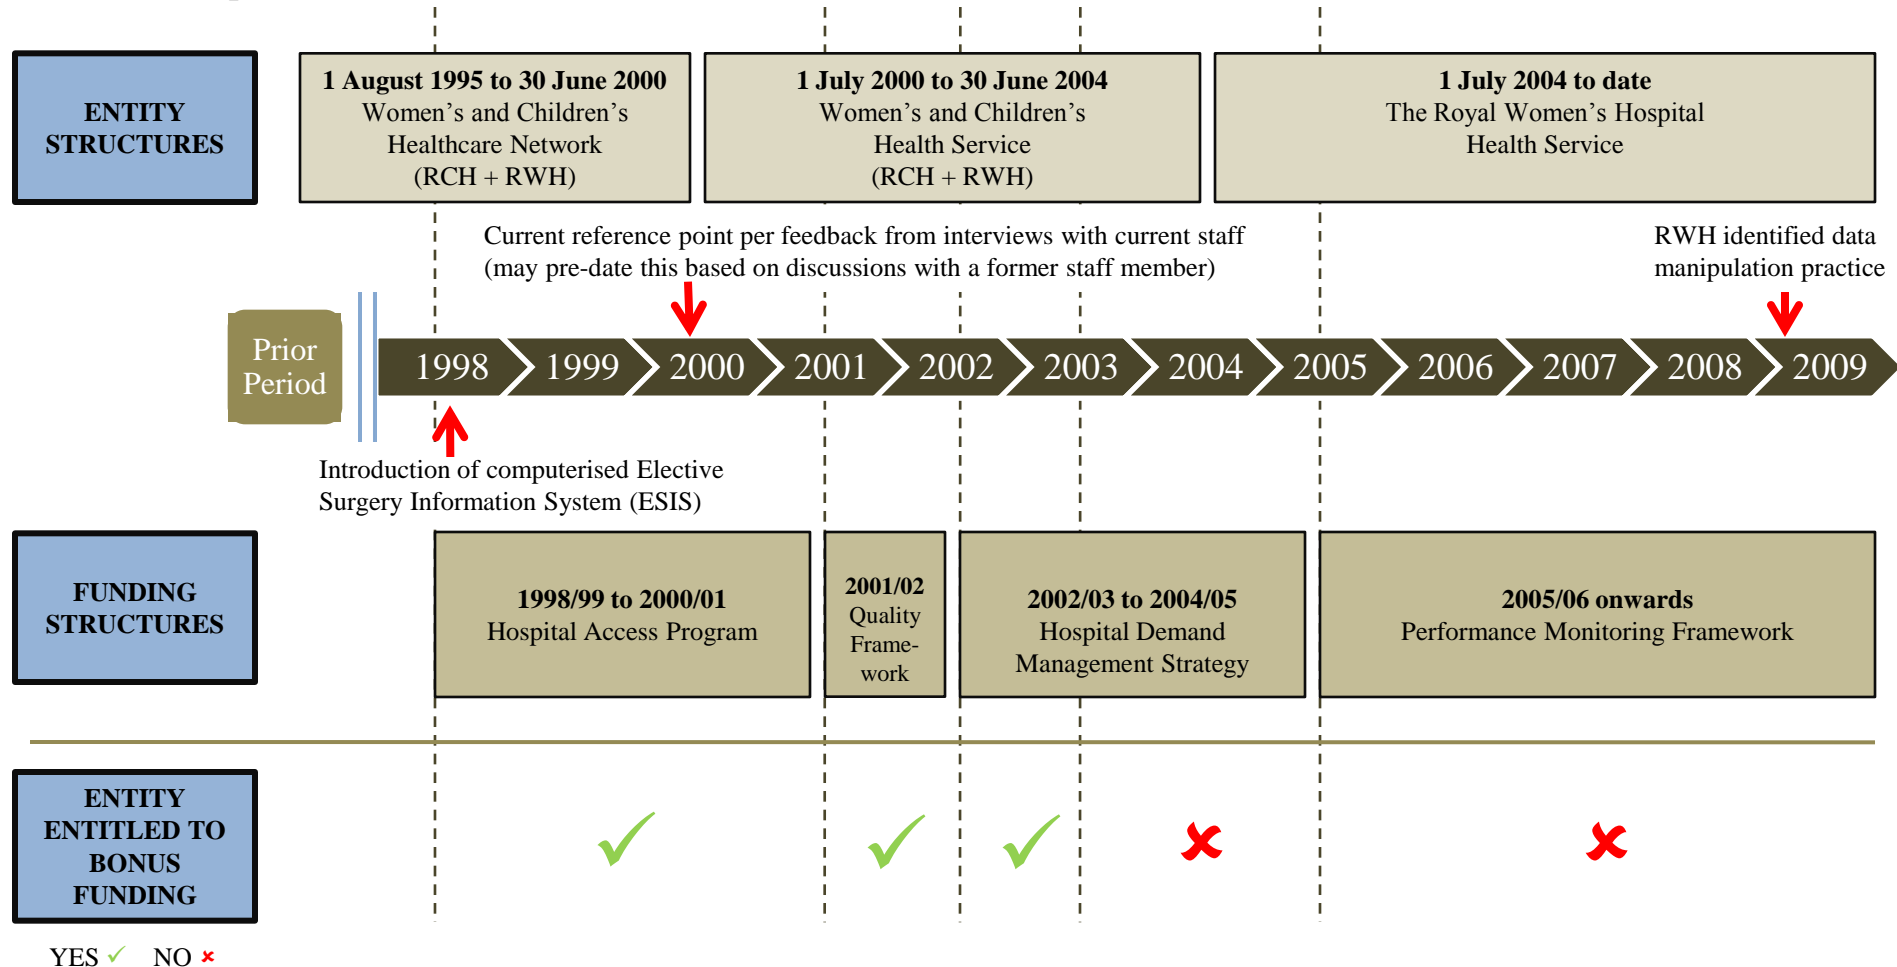 ENTITY
STRUCTURES
1 August 1995 to 30 June 2000
Women’s and Children’s
Healthcare Network
(RCH + RWH)
1 July 2000 to 30 June 2004
Women’s and Children’s
Health Service
(RCH + RWH)
1 July 2004 to date
The Royal Women’s Hospital
Health Service
Current reference point per feedback from interviews with current staff
(may pre-date this based on discussions with a former staff member)
RWH identified data
manipulation practice
Prior
Period
1998
1999
2000
2001
2002
2003
2004
2005
2006
2007
2008
2009
Introduction of computerised Elective
Surgery Information System (ESIS)
FUNDING
STRUCTURES
1998/99 to 2000/01
Hospital Access Program
2001/02
Quality
Frame-
work
2002/03 to 2004/05
Hospital Demand
Management Strategy
2005/06 onwards
Performance Monitoring Framework
ENTITY
ENTITLED TO
BONUS
FUNDING
YES ✓ NO ✘